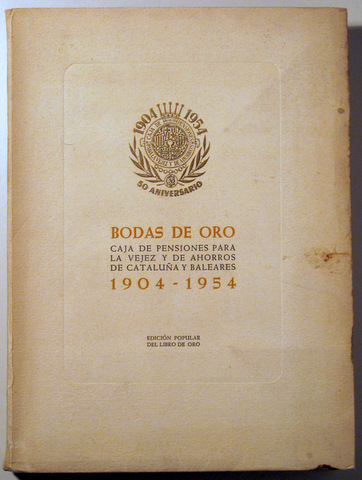 1904 1954
50 ANIVERSARIO
BODAS DE ORO
CAJA DE PENSIONES PARA
LA VEJEZ Y DE AHORROS
DE CATALUÑA Y BALEARES
1904 - 1954
EDICIÓN POPULAR
DEL LIBRO DE ORO